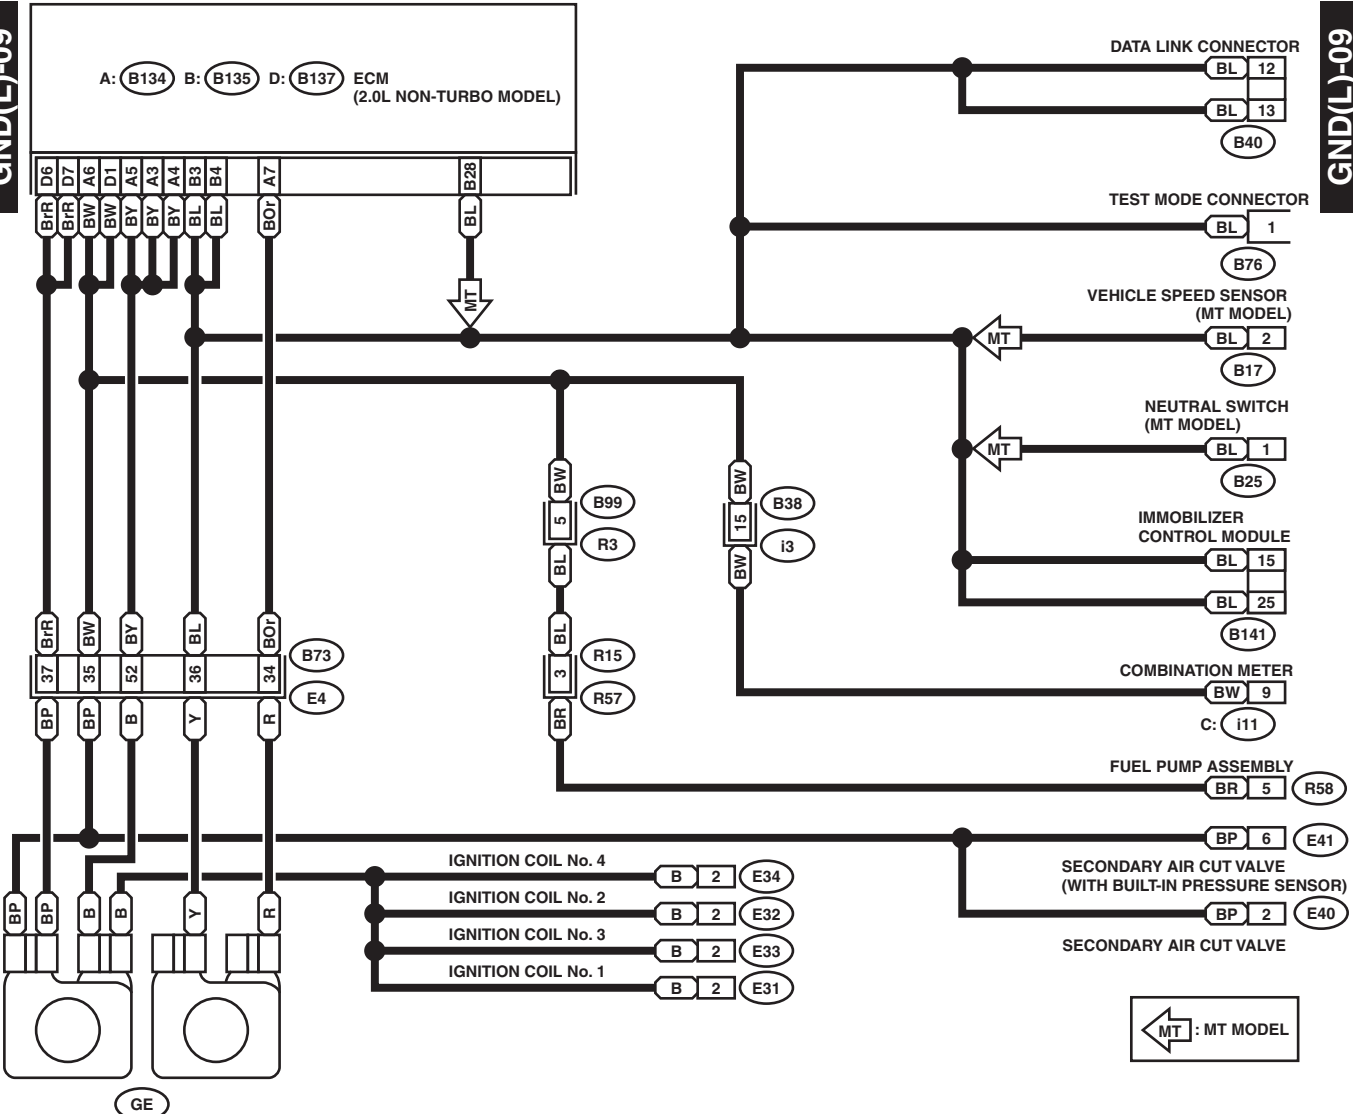 GND(L)-09
GND(L)-09
A: B134 B: B135 D: B137 ECM
(2.0L NON-TURBO MODEL)
D6 D7 A6 D1 A5 A3 A4 B3 B4 A7 B28
BrR BrR BW BW BY BY BY BL BL BOr BL
MT
DATA LINK CONNECTOR
BL 12
BL 13
B40
TEST MODE CONNECTOR
BL 1
B76
VEHICLE SPEED SENSOR
(MT MODEL)
MT BL 2
B17
NEUTRAL SWITCH
(MT MODEL)
MT BL 1
B25
IMMOBILIZER
CONTROL MODULE
BL 15
BL 25
B141
BW BW
5 B99 15 B38
R3 i3
BL BW
BrR BW BY BL BOr BL
37 35 52 36 34 B73 3 R15
E4 R57
BP BP B Y R BR
COMBINATION METER
BW 9
C: i11
FUEL PUMP ASSEMBLY
BR 5 R58
BP 6 E41
SECONDARY AIR CUT VALVE
(WITH BUILT-IN PRESSURE SENSOR)
BP 2 E40
SECONDARY AIR CUT VALVE
IGNITION COIL No. 4
B 2 E34
IGNITION COIL No. 2
B 2 E32
IGNITION COIL No. 3
B 2 E33
IGNITION COIL No. 1
B 2 E31
BP BP B B Y R
GE
MT : MT MODEL